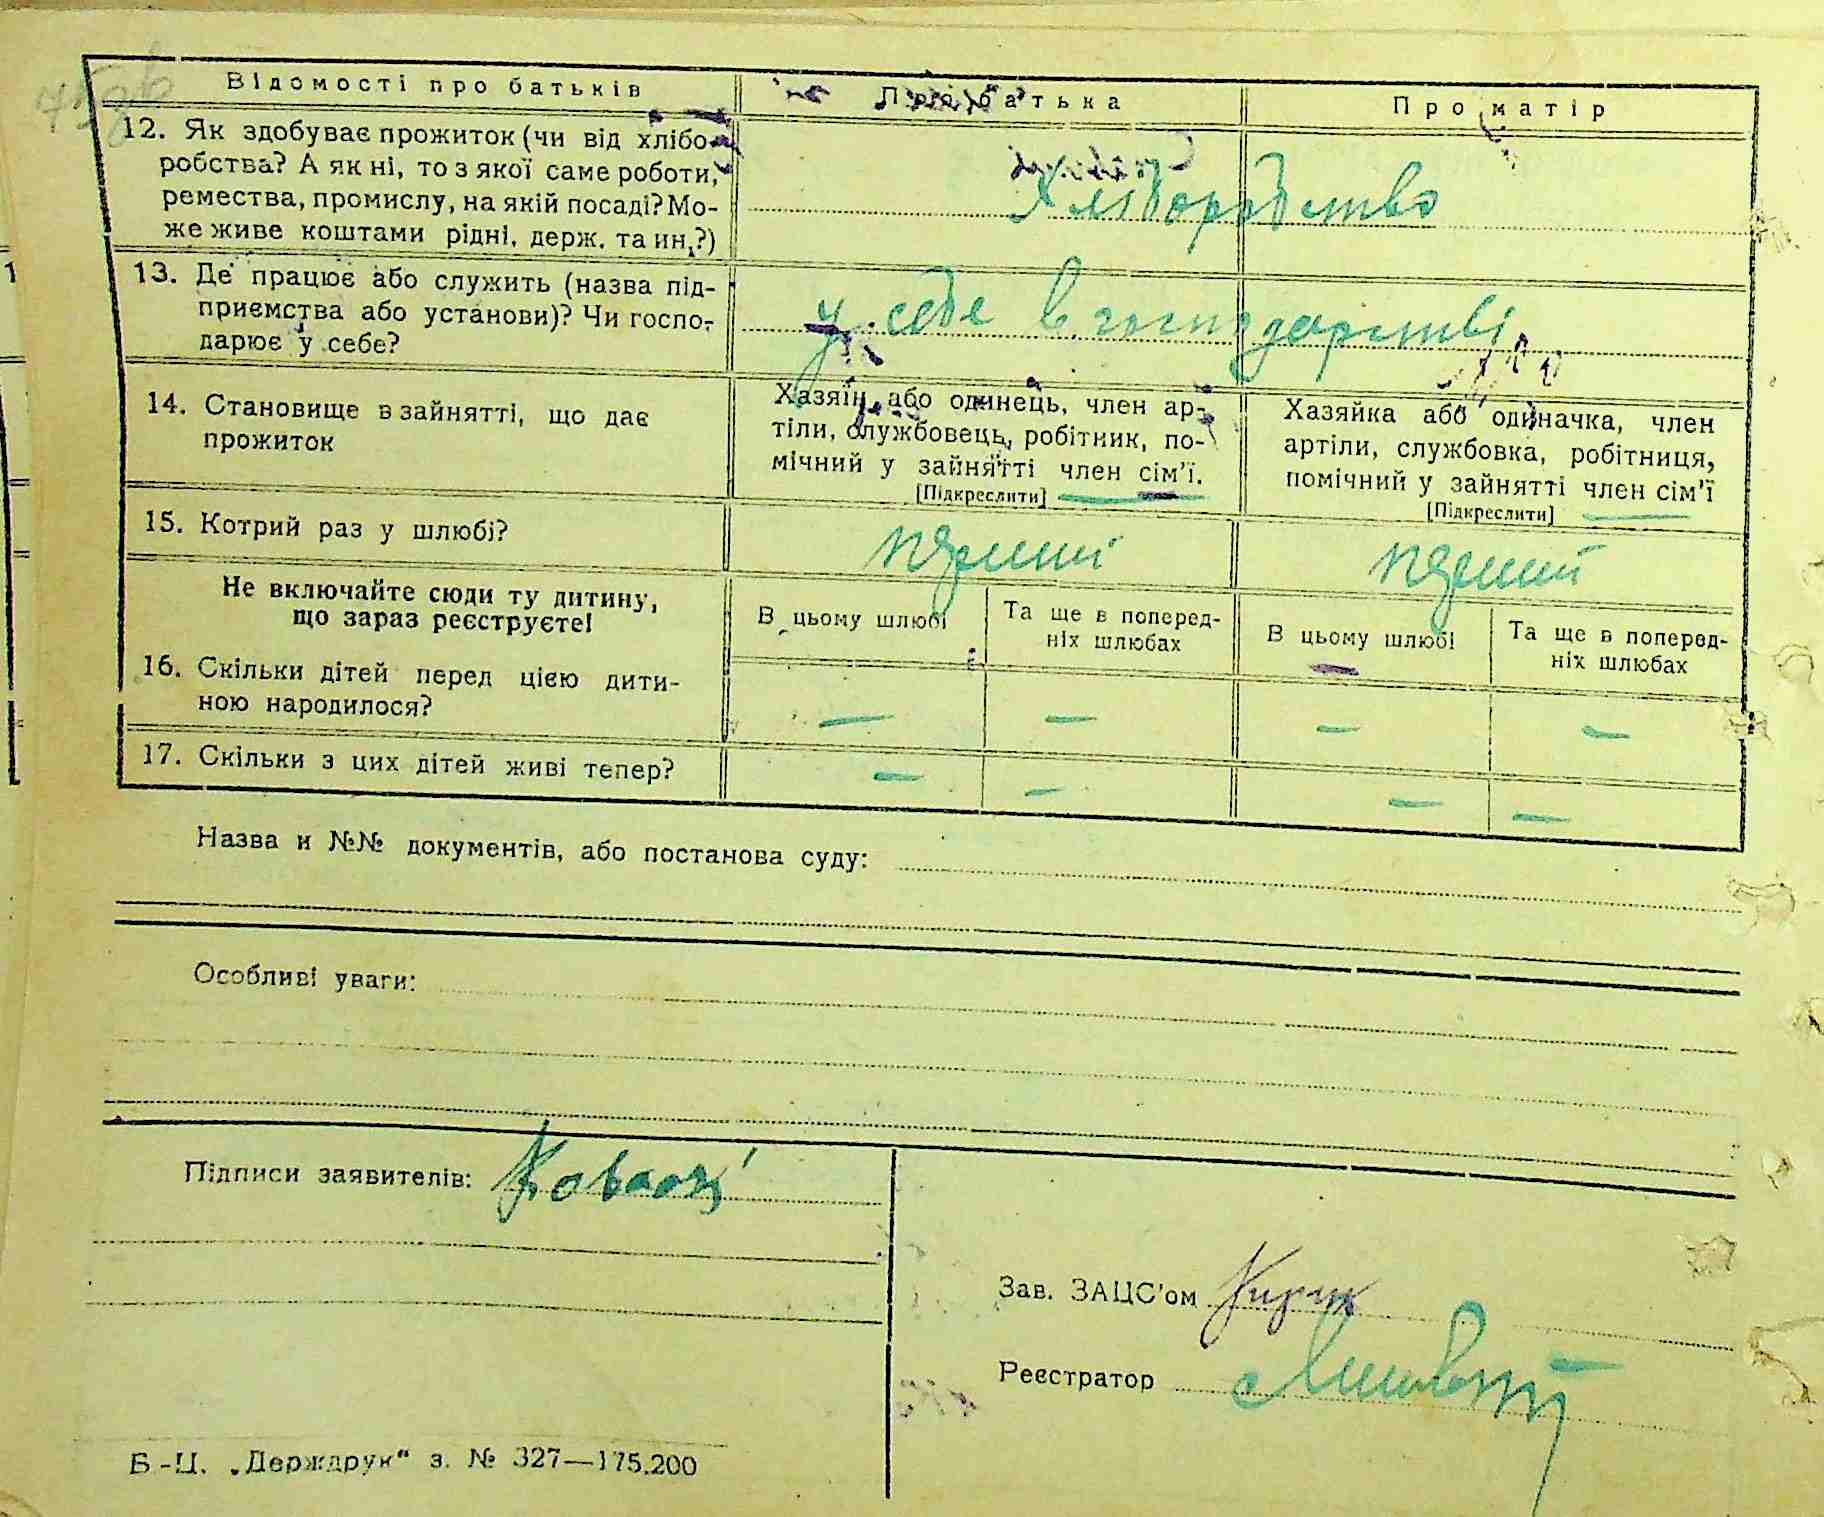 Відомості про батьків
Про батька
Про матір
12. Як здобуває прожиток (чи від хлібо-
робства? А як ні, то з якої саме роботи,
ремества, промислу, на якій посаді? Мо-
же живе коштами рідні, держ. та ин.?)
Хліборобство
13. Де працює або служить (назва під-
приємства або установи)? Чи госпо-
дарює у себе?
у себе в господарстві
14. Становище в зайнятті, що дає
прожиток
Хазяїн або одинець, член ар-
тіли, службовець, робітник, по-
мічний у зайнятті член сім'ї.
[Підкреслити]
Хазяйка або одиначка, член
артіли, службовка, робітниця,
помічний у зайнятті член сім'ї
[Підкреслити]
15. Котрий раз у шлюбі?
перший
перший
Не включайте сюди ту дитину,
що зараз реєструєте!
В цьому шлюбі
Та ще в поперед-
ніх шлюбах
В цьому шлюбі
Та ще в поперед-
ніх шлюбах
16. Скільки дітей перед цією дити-
ною народилося?
— — — —
17. Скільки з цих дітей живі тепер?
— — — —
Назва и №№ документів, або постанова суду:
Особливі уваги:
Підписи заявителів:
Зав. ЗАЦС'ом
Реєстратор
Б-Ц. „Держдрук" з. № 327—175.200